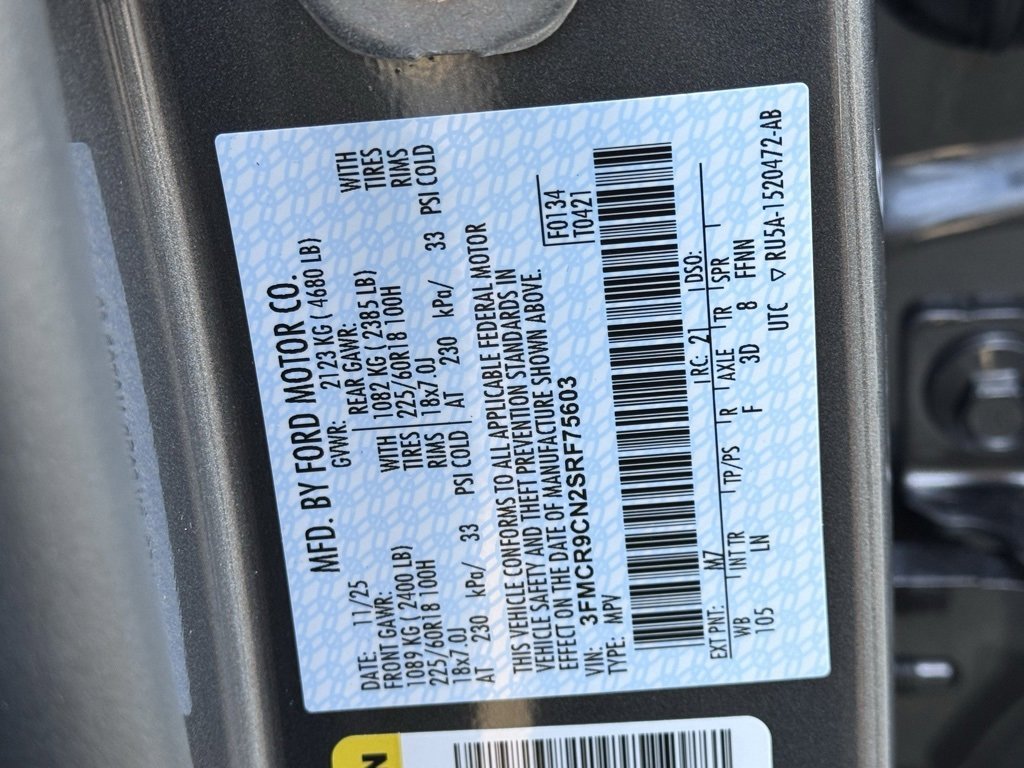 MFD. BY FORD MOTOR CO.
DATE: 11/25 GVWR: 2123 KG ( 4680 LB)
FRONT GAWR: REAR GAWR:
1089 KG ( 2400 LB) WITH 1082 KG ( 2385 LB) WITH
225/60R 18 100H TIRES 225/60R 18 100H TIRES
18x7.0J RIMS 18x7.0J RIMS
AT 230 kPa/ 33 PSI COLD AT 230 kPa/ 33 PSI COLD
THIS VEHICLE CONFORMS TO ALL APPLICABLE FEDERAL MOTOR
VEHICLE SAFETY AND THEFT PREVENTION STANDARDS IN
EFFECT ON THE DATE OF MANUFACTURE SHOWN ABOVE.
VIN: 3FMCR9CN2SRF75603 F0134
TYPE: MPV T0421
EXT PNT: M7 RC: 21 DSO:
WB INT TR TP/PS R AXLE TR SPR
105 LN F 3D 8 FFNN
UTC ▽ RU5A-1520472-AB
N